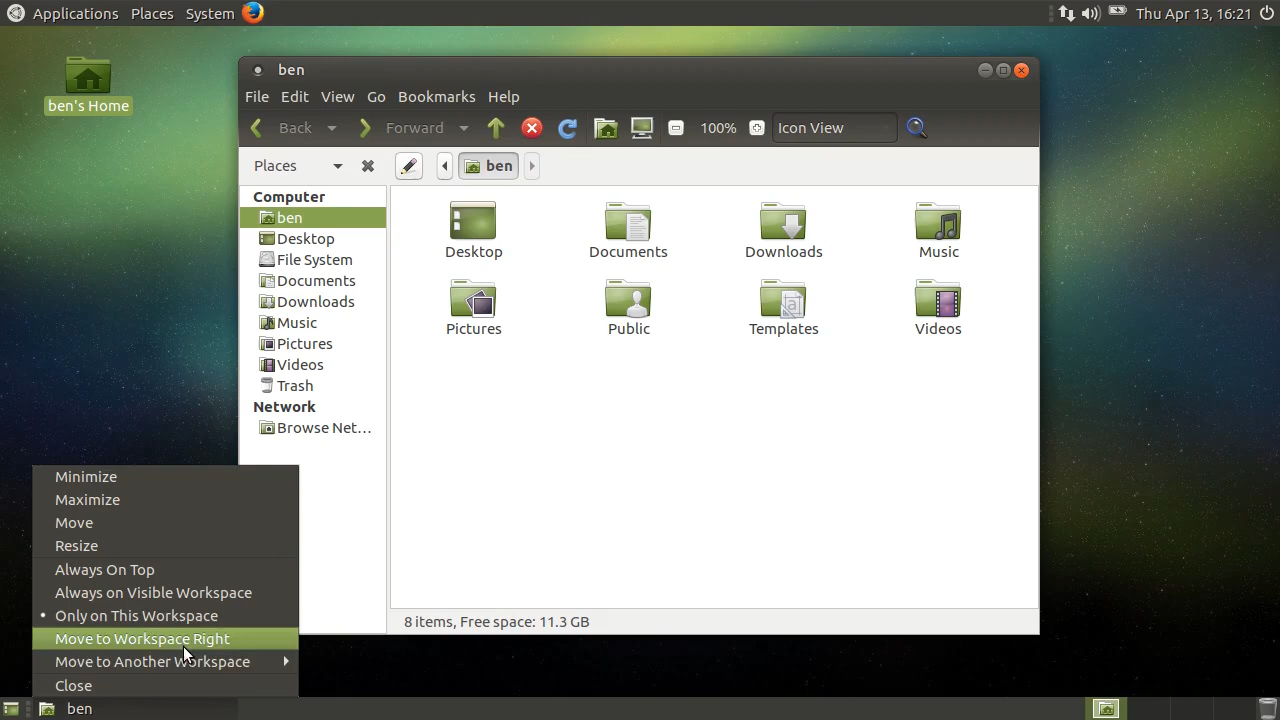 Applications Places System
Thu Apr 13, 16:21
ben's Home
ben
File Edit View Go Bookmarks Help
Back Forward 100% Icon View
Places ben
Computer
ben
Desktop
File System
Documents
Downloads
Music
Pictures
Videos
Trash
Network
Browse Net...
Desktop Documents Downloads Music
Pictures Public Templates Videos
8 items, Free space: 11.3 GB
Minimize
Maximize
Move
Resize
Always On Top
Always on Visible Workspace
Only on This Workspace
Move to Workspace Right
Move to Another Workspace
Close
ben